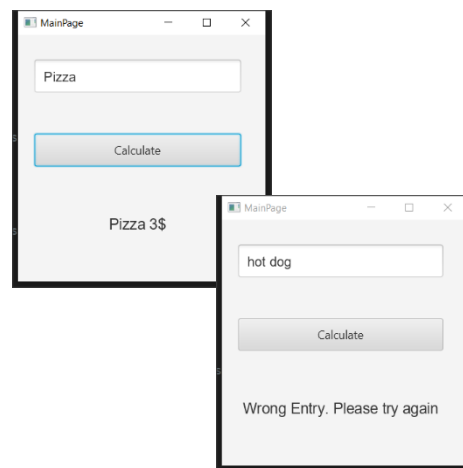 MainPage
Pizza
Calculate
Pizza 3$
MainPage
hot dog
Calculate
Wrong Entry. Please try again